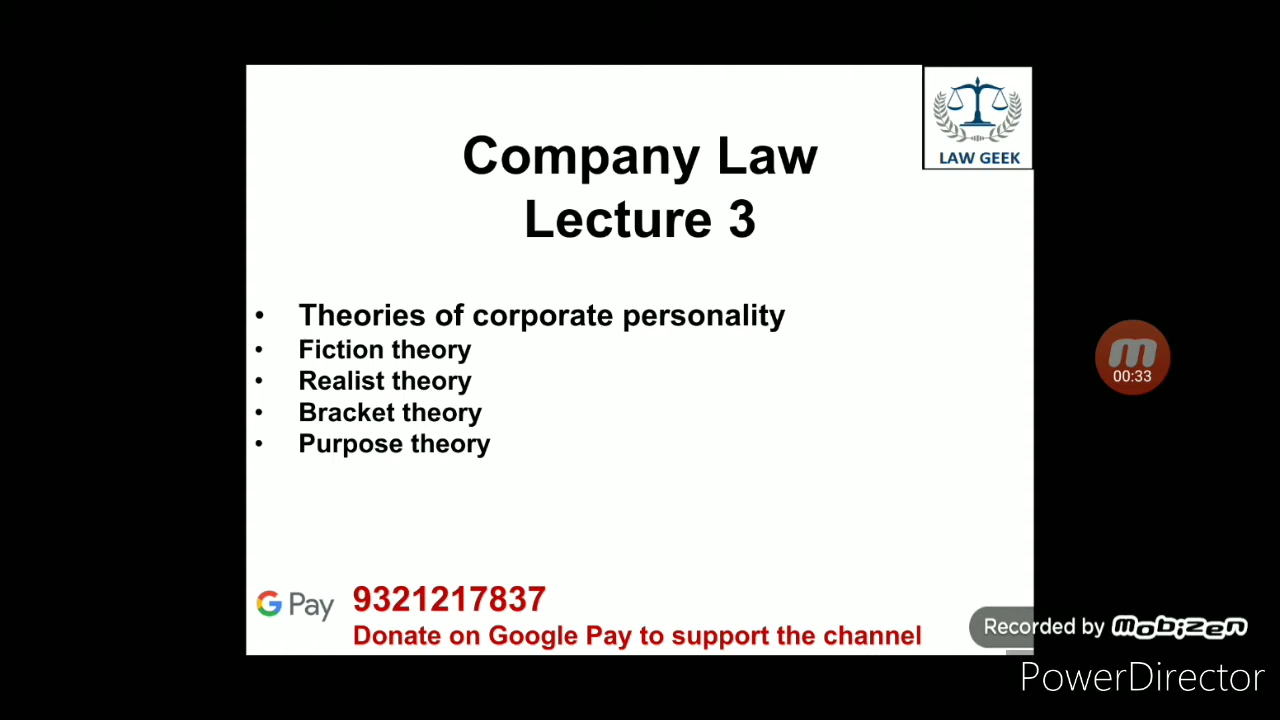 Company Law
Lecture 3
LAW GEEK
• Theories of corporate personality
• Fiction theory
• Realist theory
• Bracket theory
• Purpose theory
m
00:33
G Pay 9321217837
Donate on Google Pay to support the channel
Recorded by mobizen
PowerDirector